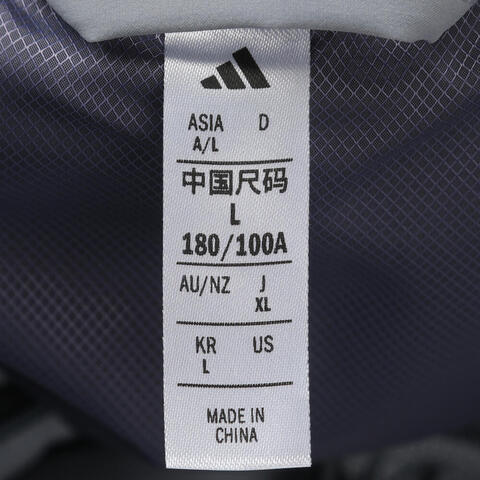 ASIA D
A/L
中国尺码
L
180/100A
AU/NZ J
XL
KR US
L
MADE IN
CHINA